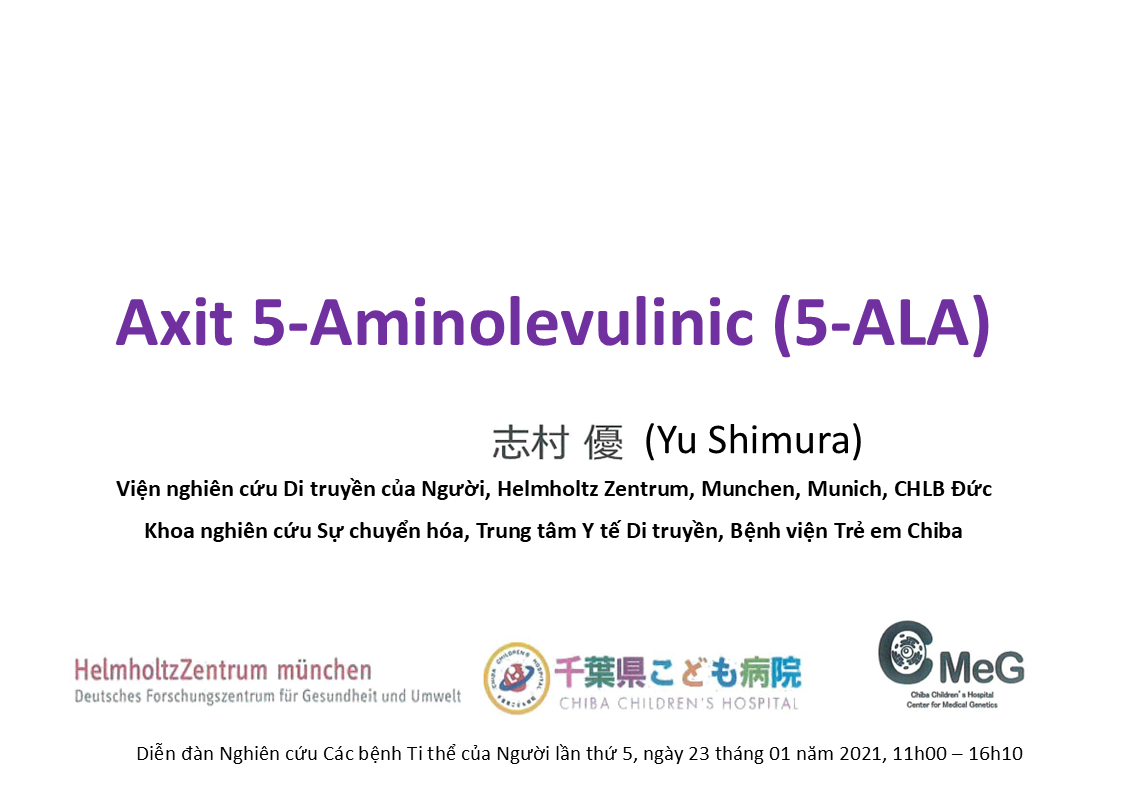 Axit 5-Aminolevulinic (5-ALA)
志村 優 (Yu Shimura)
Viện nghiên cứu Di truyền của Người, Helmholtz Zentrum, Munchen, Munich, CHLB Đức
Khoa nghiên cứu Sự chuyển hóa, Trung tâm Y tế Di truyền, Bệnh viện Trẻ em Chiba
HelmholtzZentrum münchen
Deutsches Forschungszentrum für Gesundheit und Umwelt
千葉県こども病院
CHIBA CHILDREN'S HOSPITAL
CMeG
Chiba Children's Hospital
Center for Medical Genetics
Diễn đàn Nghiên cứu Các bệnh Ti thể của Người lần thứ 5, ngày 23 tháng 01 năm 2021, 11h00 – 16h10